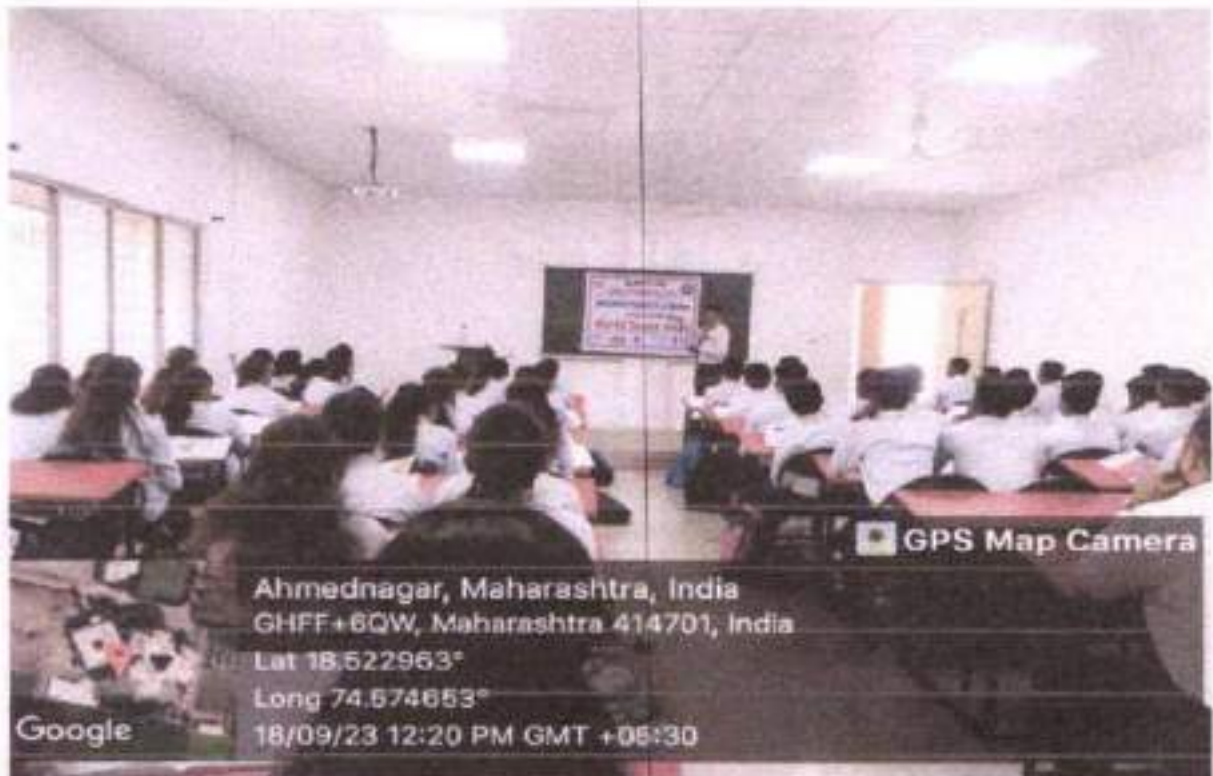 GPS Map Camera
Ahmednagar, Maharashtra, India
GHFF+6QW, Maharashtra 414701, India
Lat 18.522963°
Long 74.574653°
18/09/23 12:20 PM GMT +05:30
Google